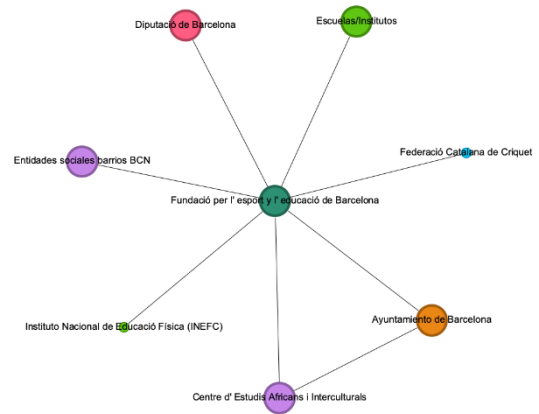 Diputació de Barcelona
Escuelas/Institutos
Federació Catalana de Criquet
Entidades sociales barrios BCN
Fundació per l' esport y l' educació de Barcelona
Ayuntamiento de Barcelona
Instituto Nacional de Educació Física (INEFC)
Centre d' Estudis Africans i Interculturals